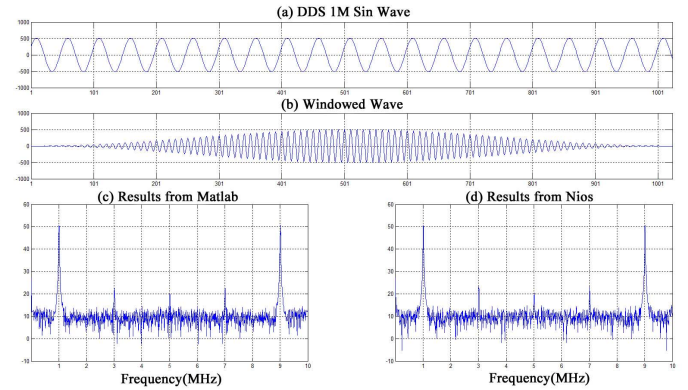 (a) DDS 1M Sin Wave
1000
500
0
-500
-1000
1 101 201 301 401 501 601 701 801 901 1001
(b) Windowed Wave
1000
500
0
-500
-1000
1 101 201 301 401 501 601 701 801 901 1001
(c) Results from Matlab
60
50
40
30
20
10
0
-10
0 1 2 3 4 5 6 7 8 9 10
Frequency(MHz)
(d) Results from Nios
60
50
40
30
20
10
0
-10
0 1 2 3 4 5 6 7 8 9 10
Frequency(MHz)